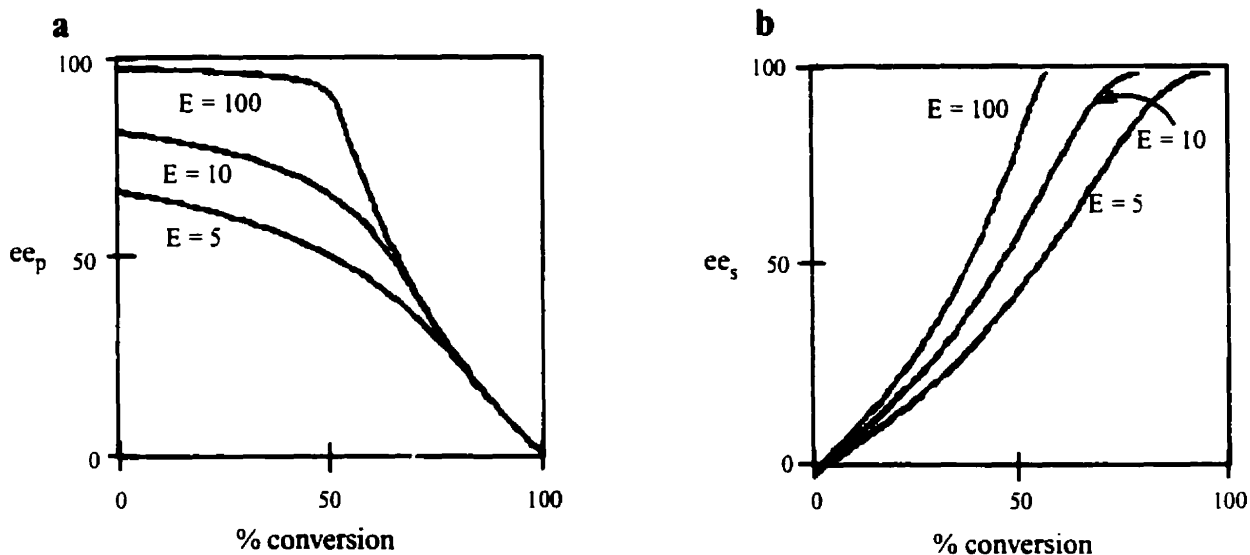 a
100
E = 100
E = 10
E = 5
ee_p
50
0
0
50
100
% conversion
b
100
E = 100
E = 10
E = 5
ee_s
50
0
0
50
100
% conversion